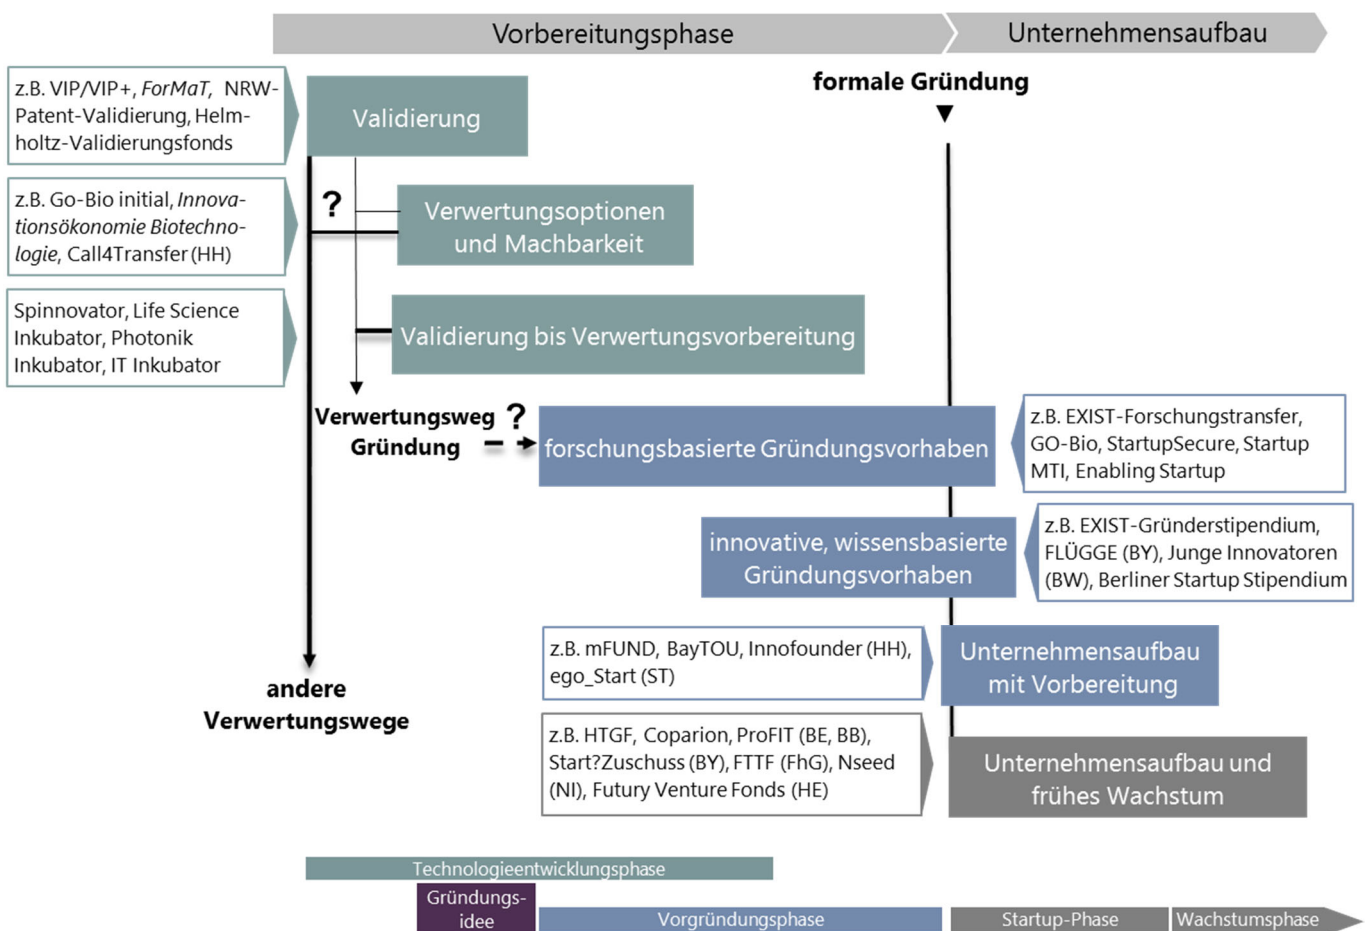 Vorbereitungsphase
Unternehmensaufbau
formale Gründung
z.B. VIP/VIP+, ForMaT, NRW-
Patent-Validierung, Helm-
holtz-Validierungsfonds
Validierung
z.B. Go-Bio initial, Innova-
tionsökonomie Biotechno-
logie, Call4Transfer (HH)
?
Verwertungsoptionen
und Machbarkeit
Spinnovator, Life Science
Inkubator, Photonik
Inkubator, IT Inkubator
Validierung bis Verwertungsvorbereitung
Verwertungsweg
Gründung
?
forschungsbasierte Gründungsvorhaben
z.B. EXIST-Forschungstransfer,
GO-Bio, StartupSecure, Startup
MTI, Enabling Startup
innovative, wissensbasierte
Gründungsvorhaben
z.B. EXIST-Gründerstipendium,
FLÜGGE (BY), Junge Innovatoren
(BW), Berliner Startup Stipendium
z.B. mFUND, BayTOU, Innofounder (HH),
ego_Start (ST)
Unternehmensaufbau
mit Vorbereitung
andere
Verwertungswege
z.B. HTGF, Coparion, ProFIT (BE, BB),
Start?Zuschuss (BY), FTTF (FhG), Nseed
(NI), Futury Venture Fonds (HE)
Unternehmensaufbau und
frühes Wachstum
Technologieentwicklungsphase
Gründungs-
idee
Vorgründungsphase
Startup-Phase
Wachstumsphase